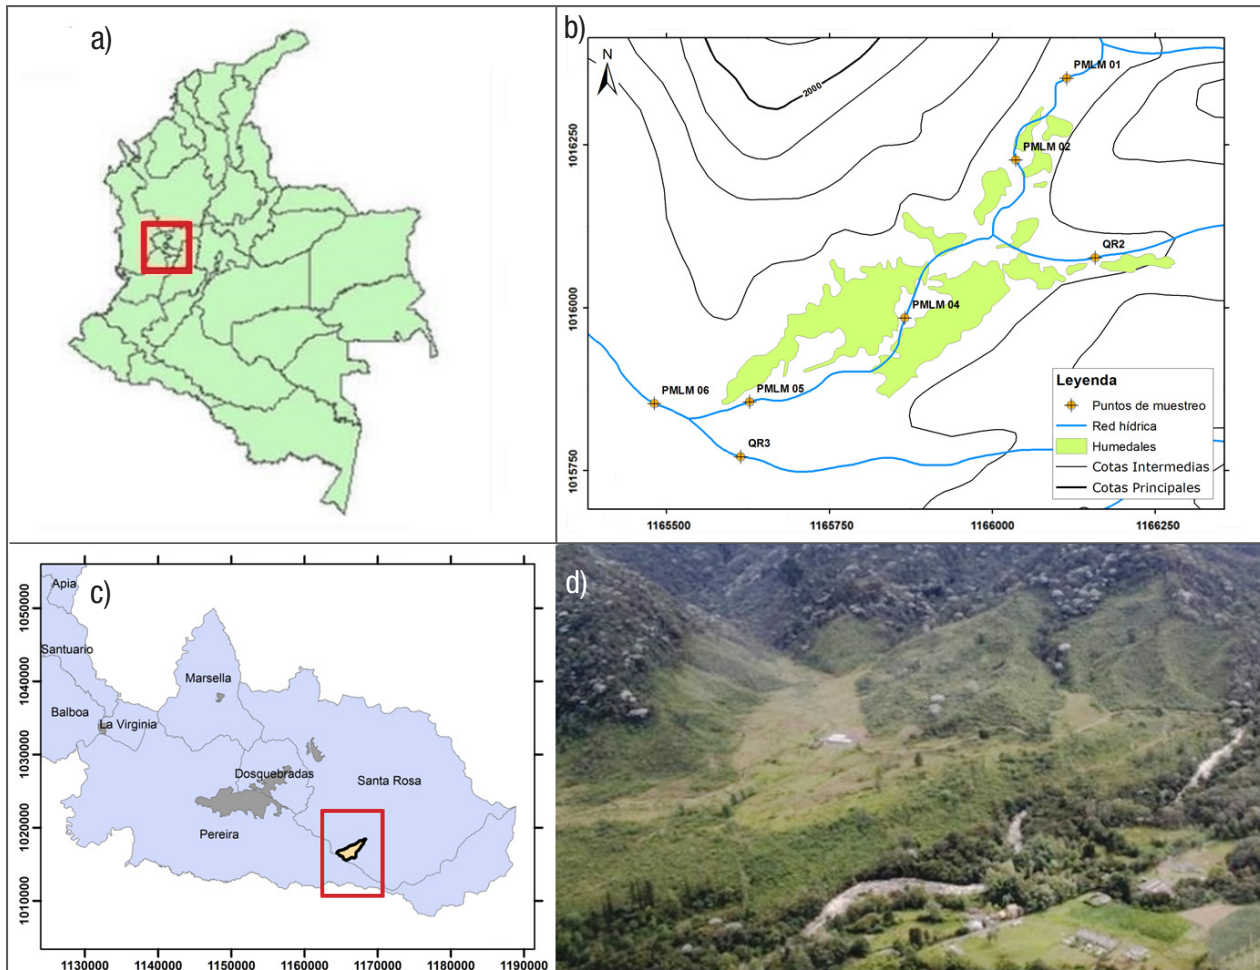 a)
b)
N
2000
PMLM 01
PMLM 02
QR2
PMLM 04
PMLM 06
PMLM 05
QR3
1016250
1016000
1015750
1165500
1165750
1166000
1166250
Leyenda
Puntos de muestreo
Red hídrica
Humedales
Cotas Intermedias
Cotas Principales
c)
Apia
Santuario
Balboa
La Virginia
Marsella
Dosquebradas
Santa Rosa
Pereira
1050000
1040000
1030000
1020000
1010000
1130000
1140000
1150000
1160000
1170000
1180000
1190000
d)